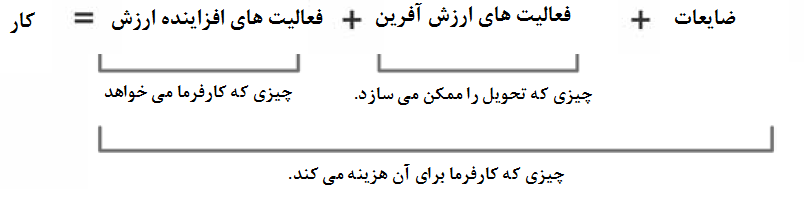 کار = فعالیت های افزاینده ارزش + فعالیت های ارزش آفرین + ضایعات
چیزی که کارفرما می خواهد
چیزی که تحویل را ممکن می سازد.
چیزی که کارفرما برای آن هزینه می کند.